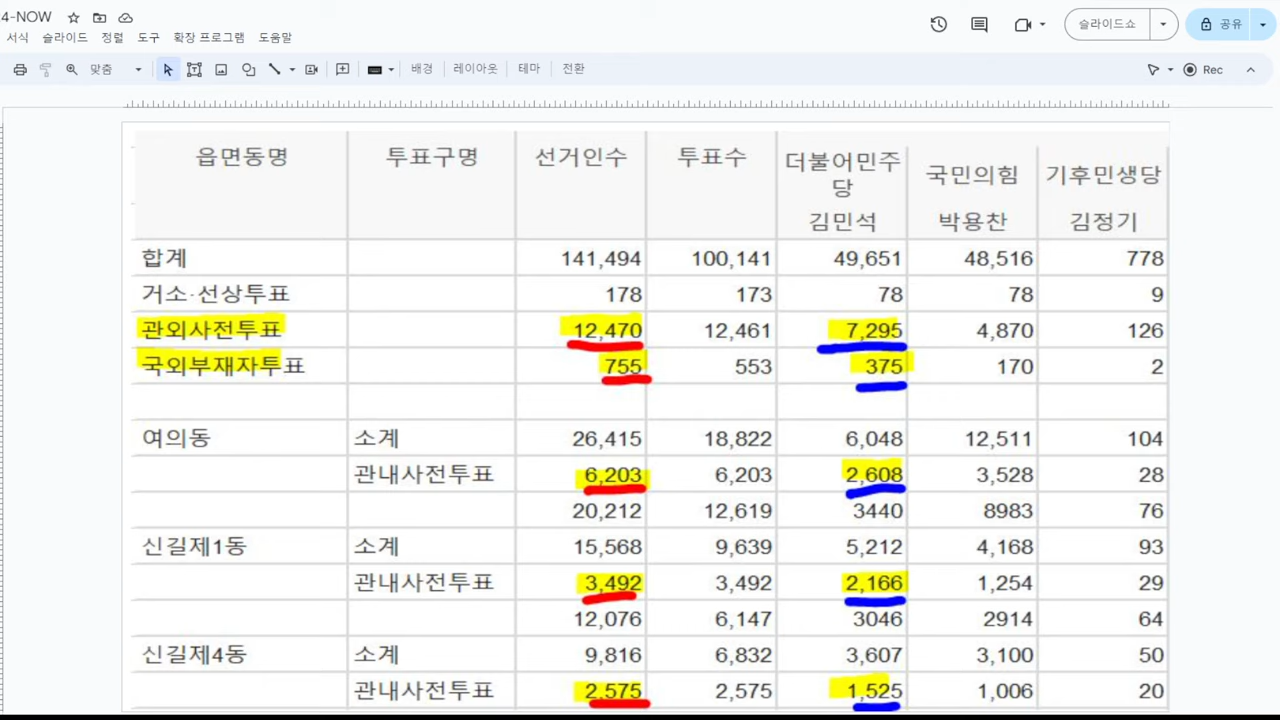 4-NOW
서식 슬라이드 정렬 도구 확장 프로그램 도움말
슬라이드쇼
공유
맞춤
배경 레이아웃 테마 전환
Rec
읍면동명 투표구명 선거인수 투표수 더불어민주당 김민석 국민의힘 박용찬 기후민생당 김정기
합계 141,494 100,141 49,651 48,516 778
거소·선상투표 178 173 78 78 9
관외사전투표 12,470 12,461 7,295 4,870 126
국외부재자투표 755 553 375 170 2
여의동 소계 26,415 18,822 6,048 12,511 104
관내사전투표 6,203 6,203 2,608 3,528 28
20,212 12,619 3440 8983 76
신길제1동 소계 15,568 9,639 5,212 4,168 93
관내사전투표 3,492 3,492 2,166 1,254 29
12,076 6,147 3046 2914 64
신길제4동 소계 9,816 6,832 3,607 3,100 50
관내사전투표 2,575 2,575 1,525 1,006 20